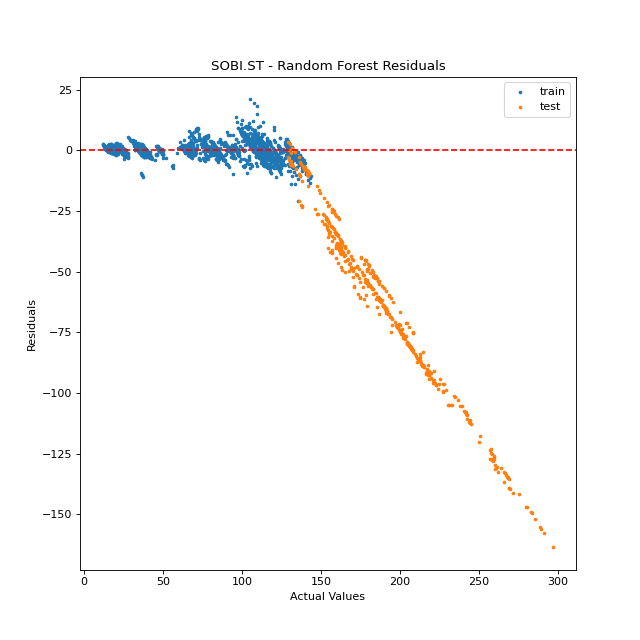 SOBI.ST - Random Forest Residuals
train
test
25
0
−25
−50
−75
−100
−125
−150
Residuals
0 50 100 150 200 250 300
Actual Values